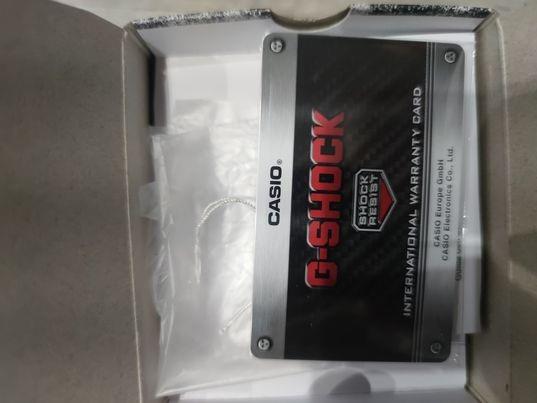 CASIO®
G-SHOCK
SHOCK
RESIST
INTERNATIONAL WARRANTY CARD
CASIO Europe GmbH
CASIO Electronics Co., Ltd.